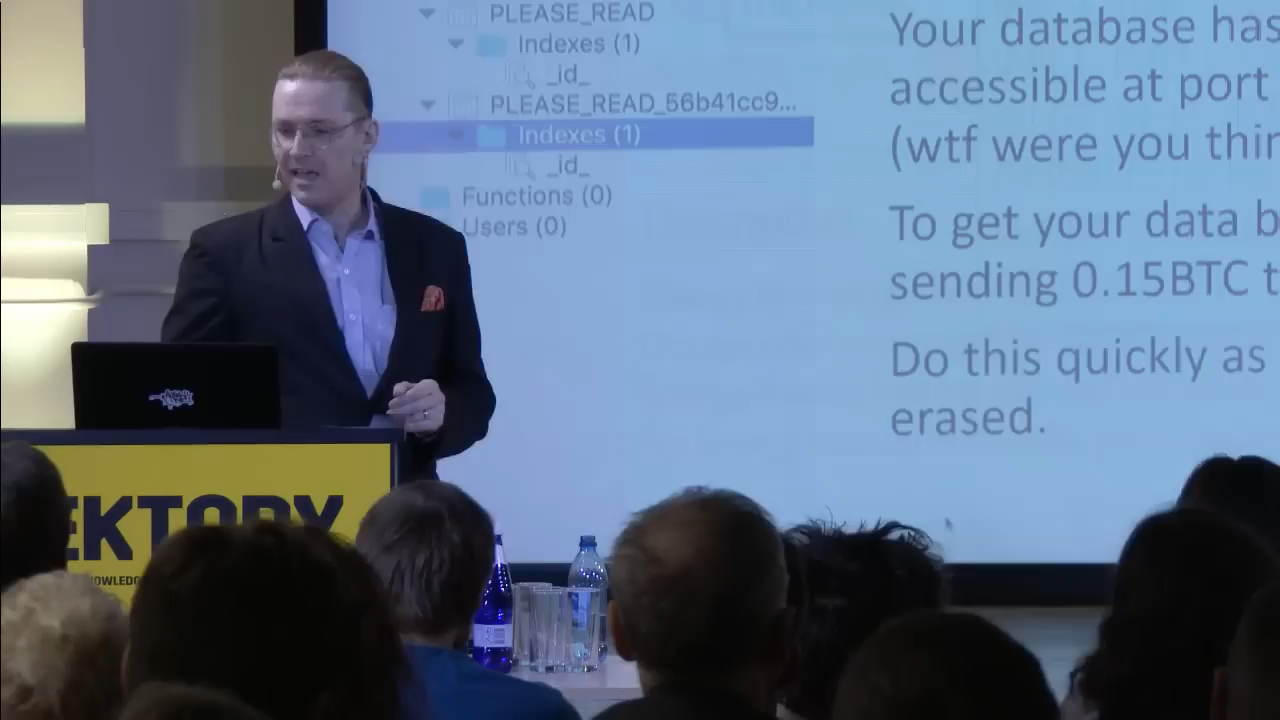 PLEASE_READ
Indexes (1)
_id_
PLEASE_READ_56b41cc9...
Indexes (1)
_id_
Functions (0)
Users (0)
Your database has
accessible at port
(wtf were you thin
To get your data b
sending 0.15BTC t
Do this quickly as
erased.
EKTORY
OWLEDG